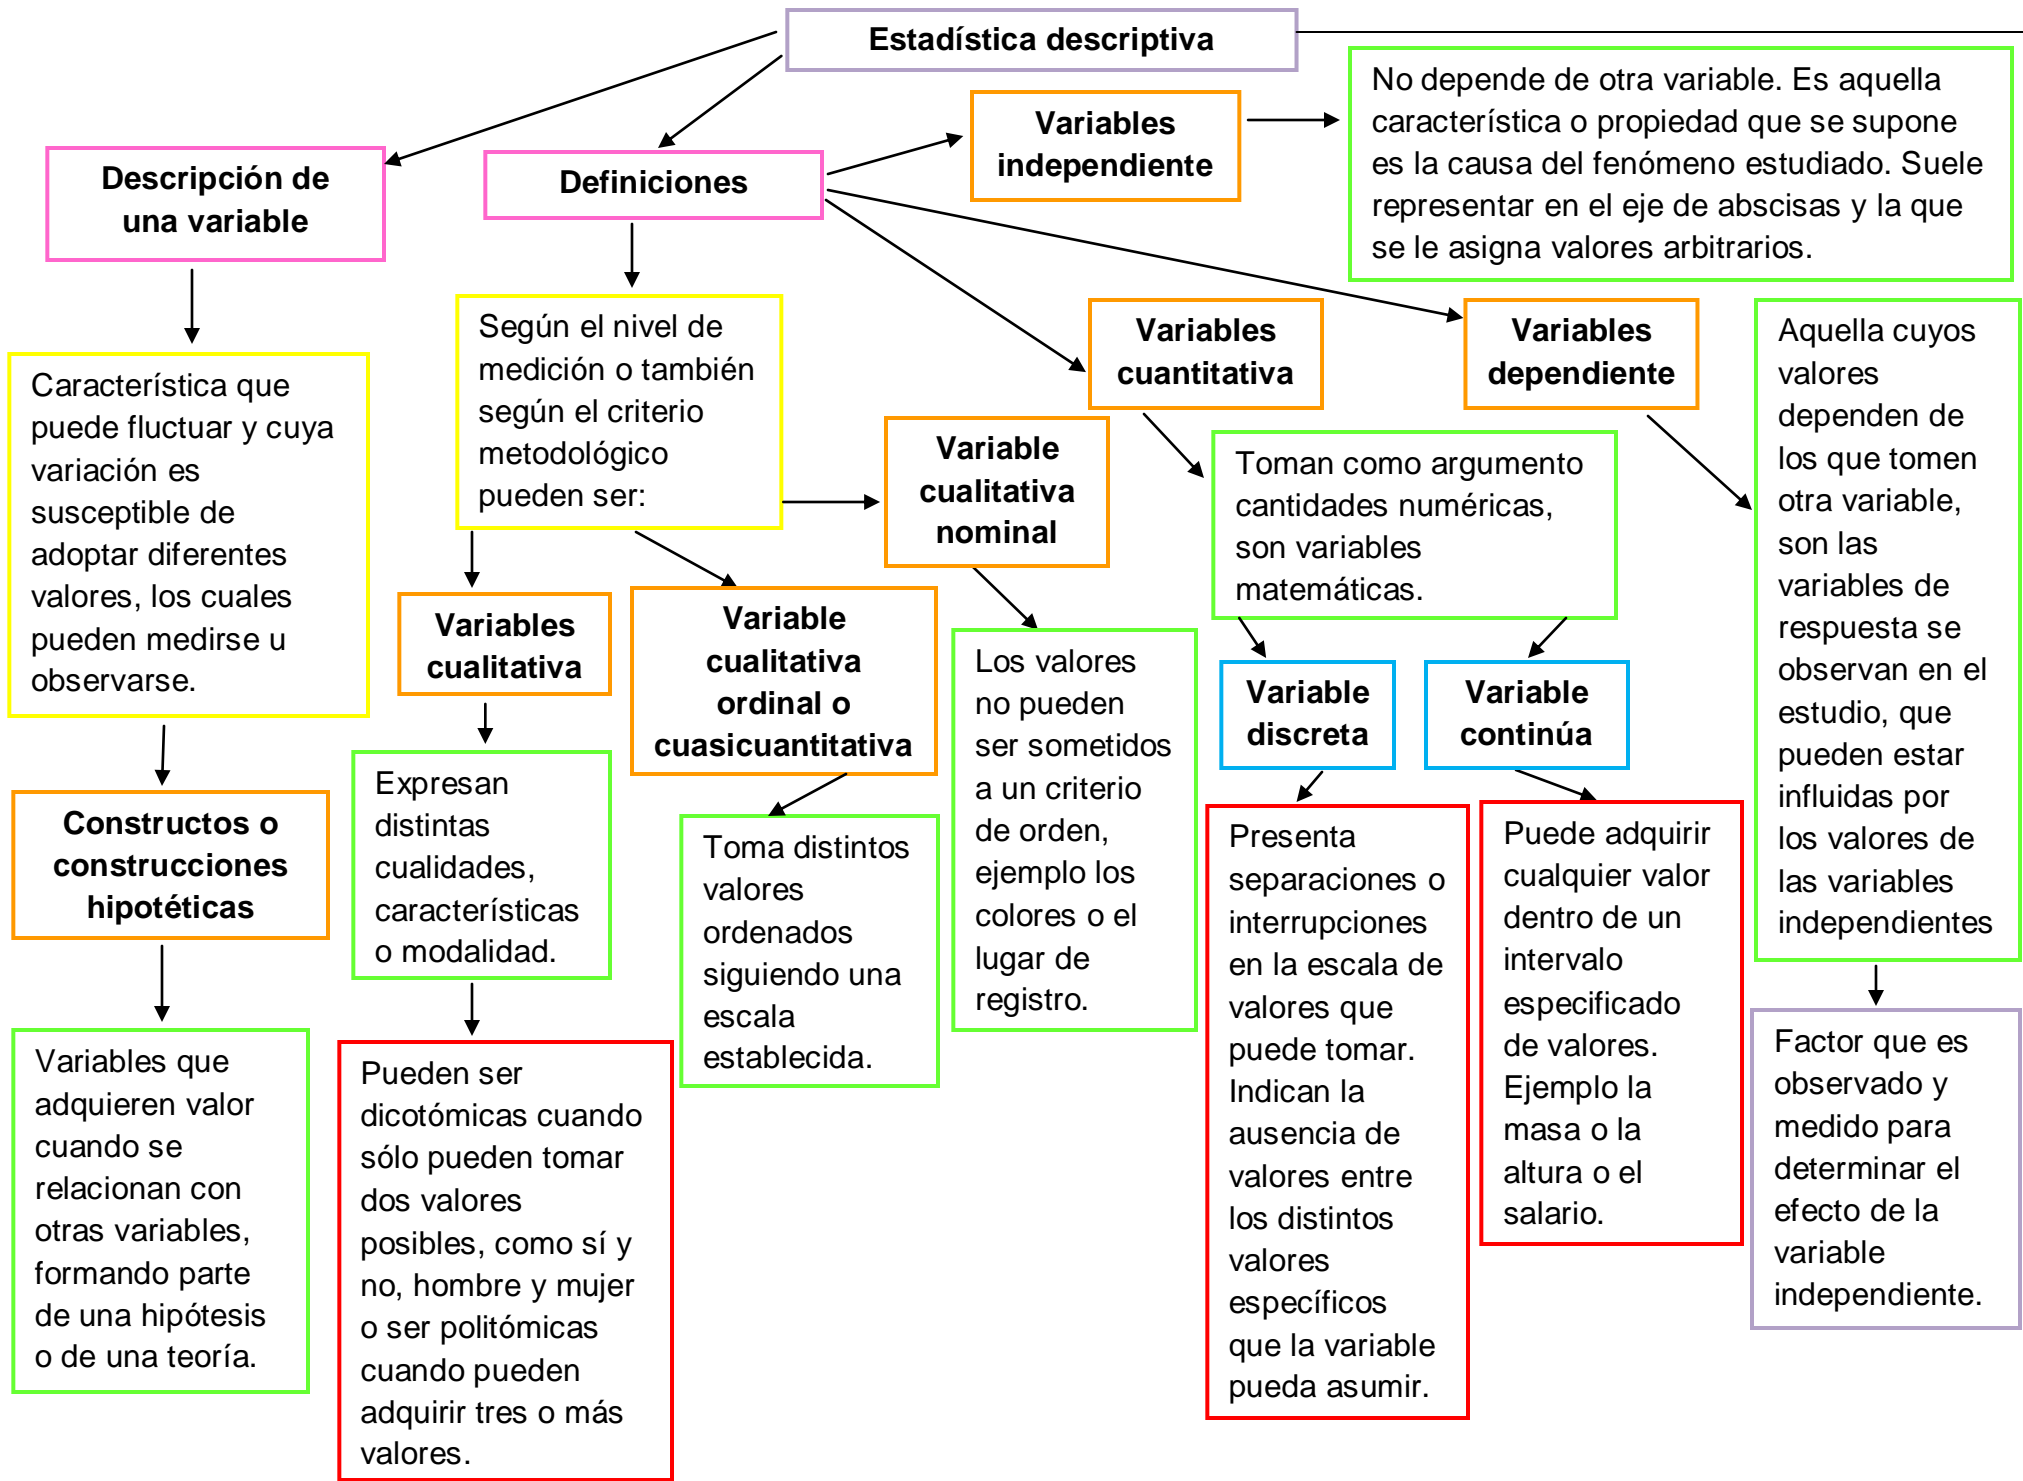 Estadística descriptiva
Descripción de
una variable
Definiciones
Variables
independiente
No depende de otra variable. Es aquella
característica o propiedad que se supone
es la causa del fenómeno estudiado. Suele
representar en el eje de abscisas y la que
se le asigna valores arbitrarios.
Característica que
puede fluctuar y cuya
variación es
susceptible de
adoptar diferentes
valores, los cuales
pueden medirse u
observarse.
Constructos o
construcciones
hipotéticas
Variables que
adquieren valor
cuando se
relacionan con
otras variables,
formando parte
de una hipótesis
o de una teoría.
Según el nivel de
medición o también
según el criterio
metodológico
pueden ser:
Variables
cualitativa
Expresan
distintas
cualidades,
características
o modalidad.
Pueden ser
dicotómicas cuando
sólo pueden tomar
dos valores
posibles, como sí y
no, hombre y mujer
o ser politómicas
cuando pueden
adquirir tres o más
valores.
Variable
cualitativa
ordinal o
cuasicuantitativa
Toma distintos
valores
ordenados
siguiendo una
escala
establecida.
Variable
cualitativa
nominal
Los valores
no pueden
ser sometidos
a un criterio
de orden,
ejemplo los
colores o el
lugar de
registro.
Variables
cuantitativa
Toman como argumento
cantidades numéricas,
son variables
matemáticas.
Variable
discreta
Presenta
separaciones o
interrupciones
en la escala de
valores que
puede tomar.
Indican la
ausencia de
valores entre
los distintos
valores
específicos
que la variable
pueda asumir.
Variable
continúa
Puede adquirir
cualquier valor
dentro de un
intervalo
especificado
de valores.
Ejemplo la
masa o la
altura o el
salario.
Variables
dependiente
Aquella cuyos
valores
dependen de
los que tomen
otra variable,
son las
variables de
respuesta se
observan en el
estudio, que
pueden estar
influidas por
los valores de
las variables
independientes
Factor que es
observado y
medido para
determinar el
efecto de la
variable
independiente.